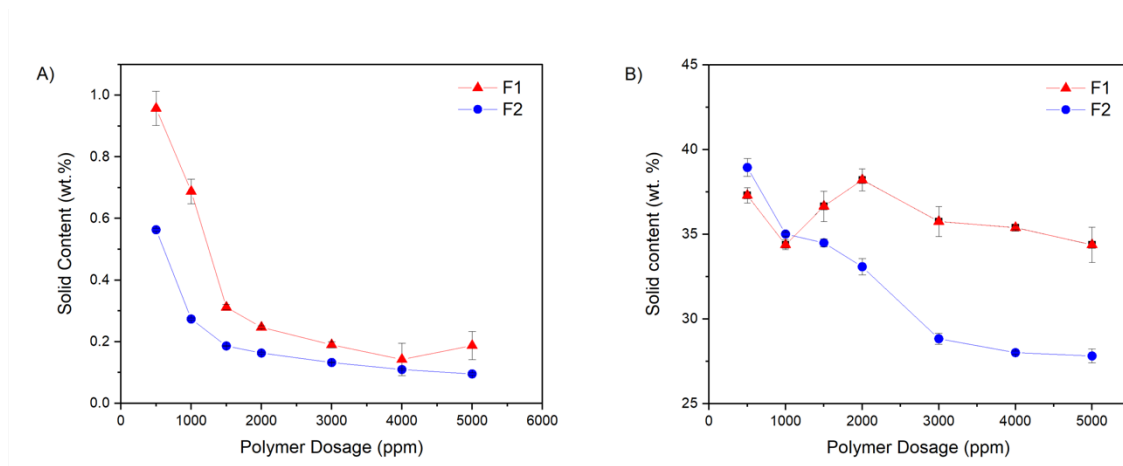 A)
F1
F2
1.0
0.8
0.6
0.4
0.2
0.0
Solid Content (wt.%)
0
1000
2000
3000
4000
5000
6000
Polymer Dosage (ppm)
B)
F1
F2
45
40
35
30
25
Solid content (wt. %)
0
1000
2000
3000
4000
5000
Polymer Dosage (ppm)